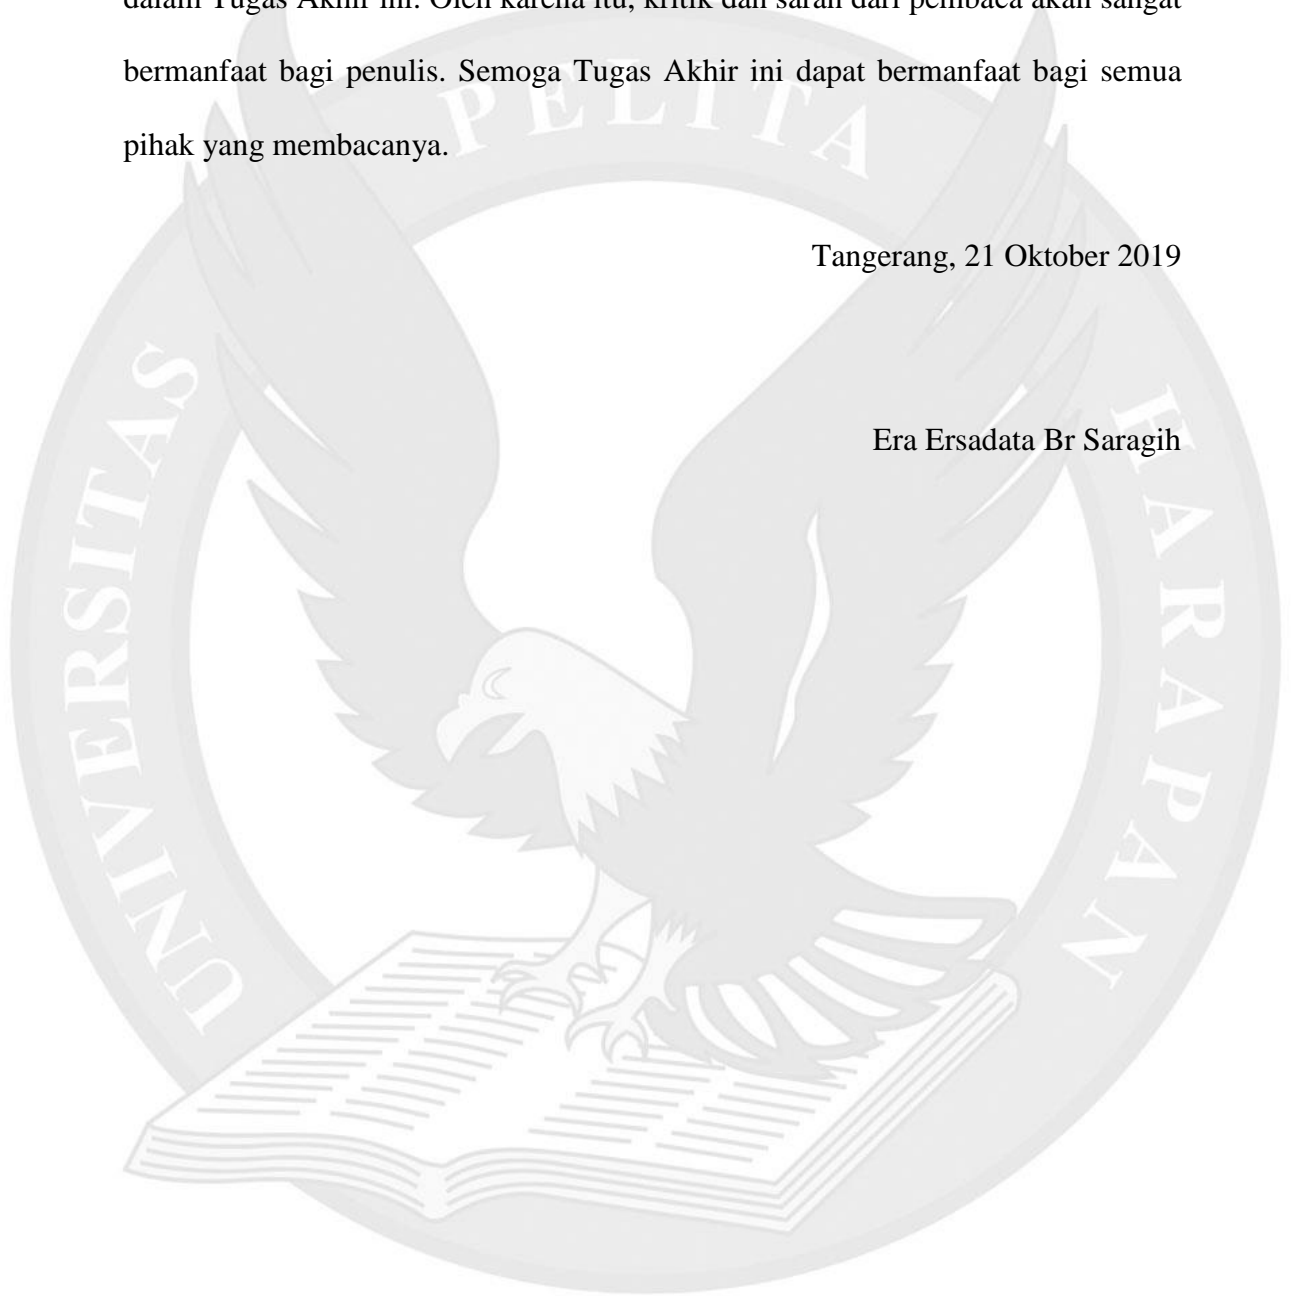 dalam Tugas Akhir ini. Oleh karena itu, kritik dan saran dari pembaca akan sangat
bermanfaat bagi penulis. Semoga Tugas Akhir ini dapat bermanfaat bagi semua
pihak yang membacanya.
Tangerang, 21 Oktober 2019
Era Ersadata Br Saragih
UNIVERSITAS PELITA HARAPAN